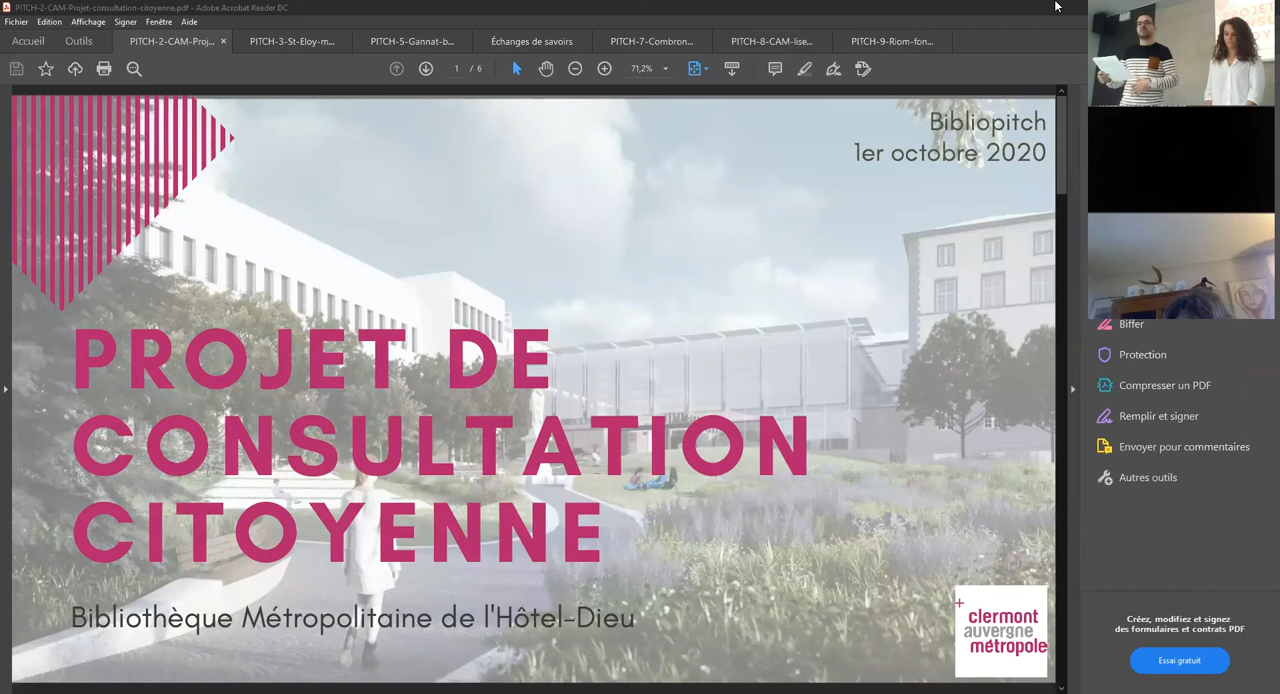 PITCH-2-CAM-Projet-consultation-citoyenne.pdf - Adobe Acrobat Reader DC
Fichier Edition Affichage Signer Fenêtre Aide
Accueil Outils PITCH-2-CAM-Proj... × PITCH-3-St-Eloy-m... PITCH-5-Gannat-b... Échanges de savoirs PITCH-7-Combron... PITCH-8-CAM-lise... PITCH-9-Riom-fon...
1 / 6 71,2%
Bibliopitch
1er octobre 2020
PROJET DE
CONSULTATION
CITOYENNE
Bibliothèque Métropolitaine de l'Hôtel-Dieu
+
clermont
auvergne
métropole
Biffer
Protection
Compresser un PDF
Remplir et signer
Envoyer pour commentaires
Autres outils
Créez, modifiez et signez
des formulaires et contrats PDF
Essai gratuit